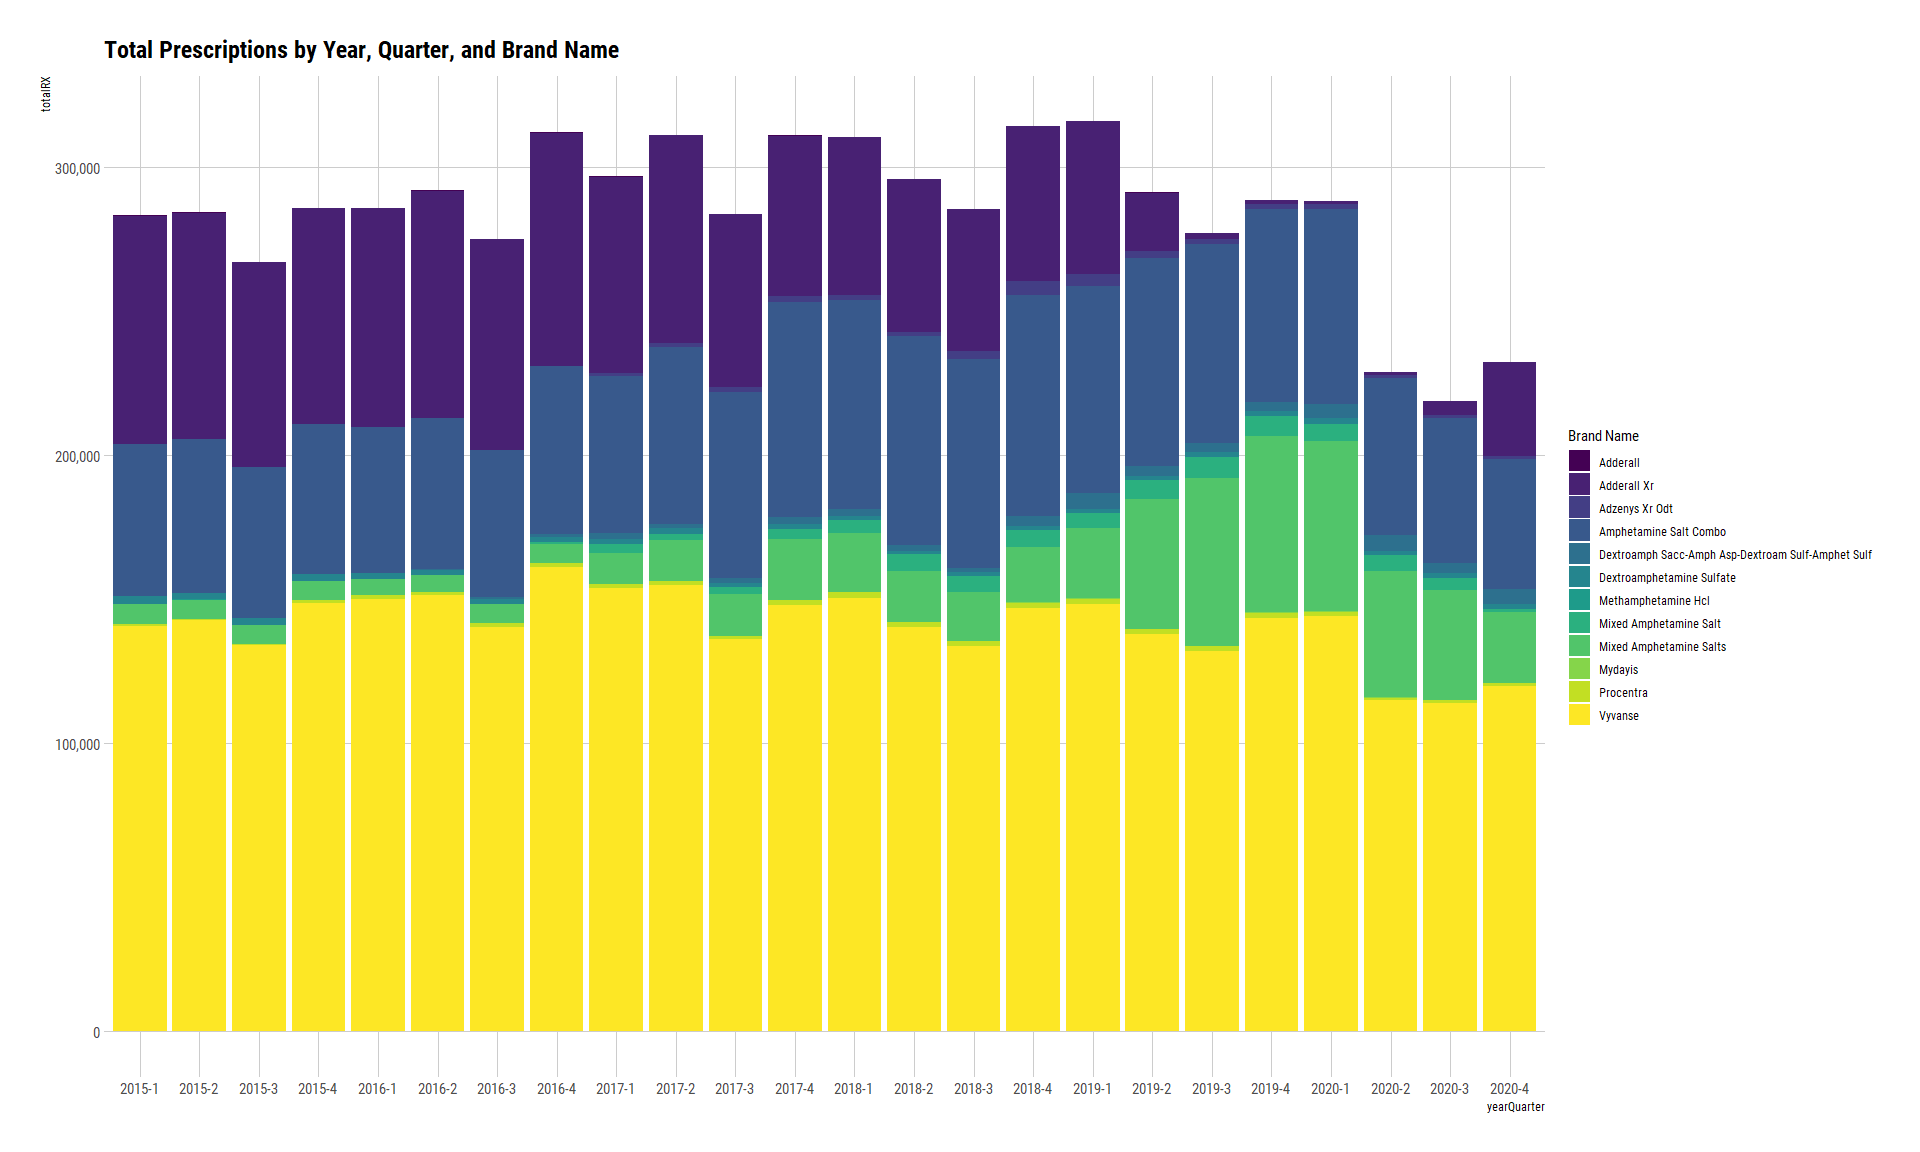 Total Prescriptions by Year, Quarter, and Brand Name
totalRX
300,000
200,000
100,000
0
2015-1 2015-2 2015-3 2015-4 2016-1 2016-2 2016-3 2016-4 2017-1 2017-2 2017-3 2017-4 2018-1 2018-2 2018-3 2018-4 2019-1 2019-2 2019-3 2019-4 2020-1 2020-2 2020-3 2020-4
yearQuarter
Brand Name
Adderall
Adderall Xr
Adzenys Xr Odt
Amphetamine Salt Combo
Dextroamph Sacc-Amph Asp-Dextroam Sulf-Amphet Sulf
Dextroamphetamine Sulfate
Methamphetamine Hcl
Mixed Amphetamine Salt
Mixed Amphetamine Salts
Mydayis
Procentra
Vyvanse